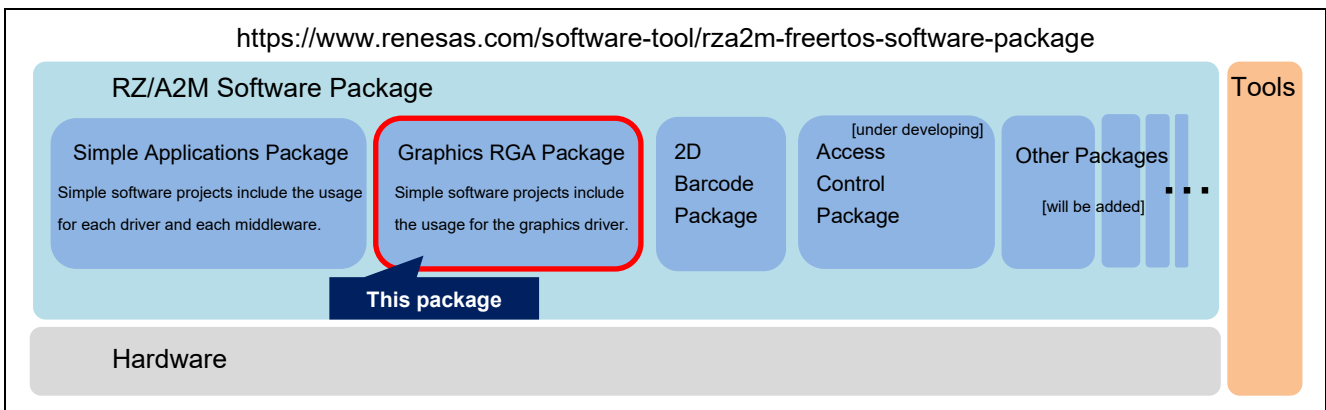 https://www.renesas.com/software-tool/rza2m-freertos-software-package
RZ/A2M Software Package
Tools
Simple Applications Package
Simple software projects include the usage
for each driver and each middleware.
Graphics RGA Package
Simple software projects include
the usage for the graphics driver.
2D
Barcode
Package
[under developing]
Access
Control
Package
Other Packages
...
[will be added]
This package
Hardware